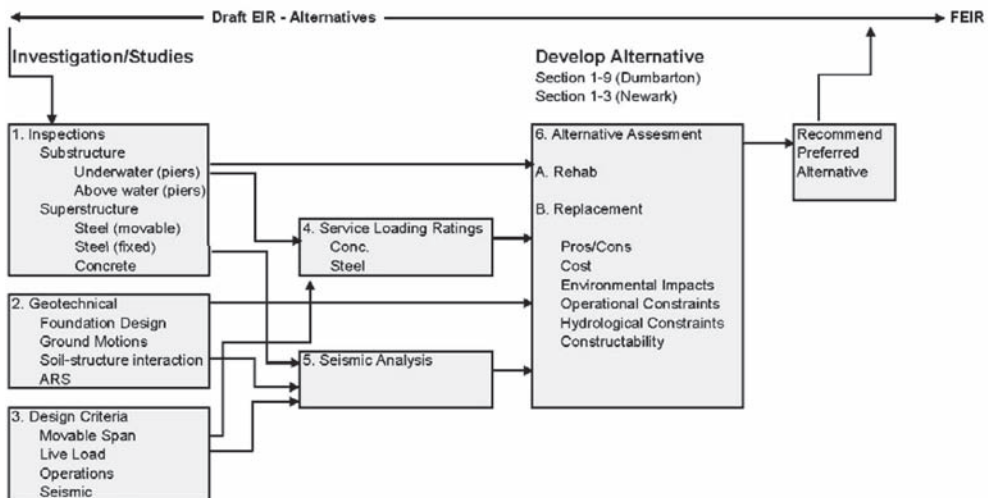 Draft EIR - Alternatives
FEIR
Investigation/Studies
Develop Alternative
Section 1-9 (Dumbarton)
Section 1-3 (Newark)
1. Inspections
Substructure
Underwater (piers)
Above water (piers)
Superstructure
Steel (movable)
Steel (fixed)
Concrete
2. Geotechnical
Foundation Design
Ground Motions
Soil-structure interaction
ARS
3. Design Criteria
Movable Span
Live Load
Operations
Seismic
4. Service Loading Ratings
Conc.
Steel
5. Seismic Analysis
6. Alternative Assesment
A. Rehab
B. Replacement
Pros/Cons
Cost
Environmental Impacts
Operational Constraints
Hydrological Constraints
Constructability
Recommend
Preferred
Alternative